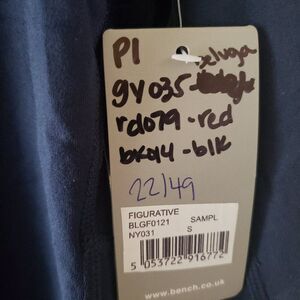 P1 beluga
gy035-
rd079-red
bk014-blk
22/49
FIGURATIVE
BLGF0121 SAMPL
NY031 S
5 053722 916772
www.bench.co.uk